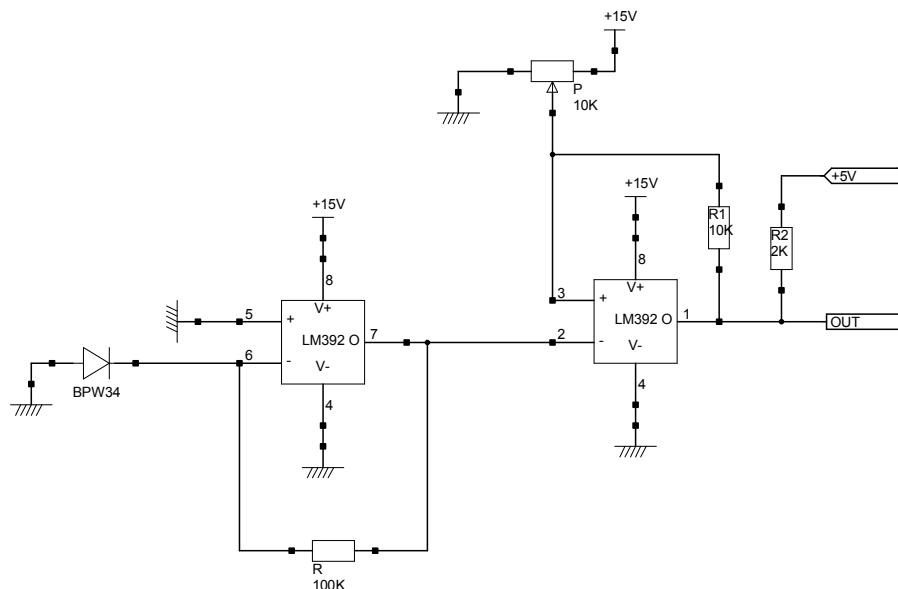 +15V
P
10K
+15V
+5V
R1
10K
R2
2K
+15V
8
8
3
+
V+
5
+
V+
LM392 O
1
OUT
LM392 O
7
2
-
V-
6
-
V-
BPW34
4
4
R
100K